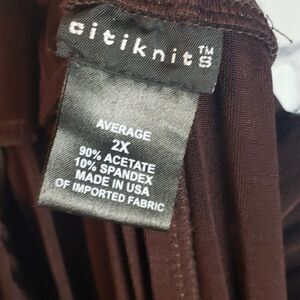 citiknits™
AVERAGE
2X
90% ACETATE
10% SPANDEX
MADE IN USA
OF IMPORTED FABRIC